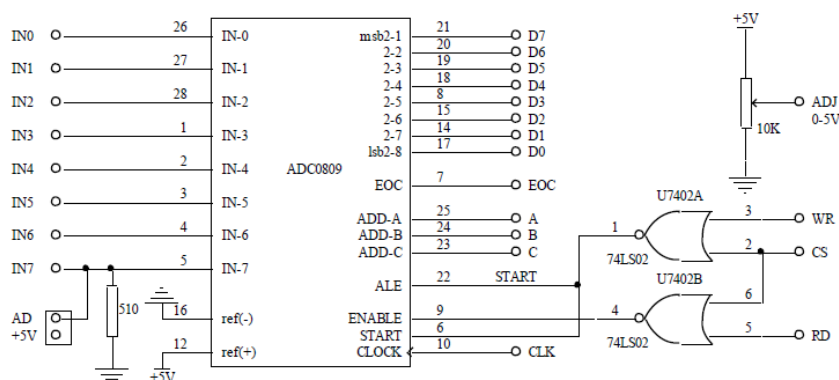 IN0 26 IN-0 msb2-1 21 D7 +5V
2-2 20 D6
IN1 27 IN-1 2-3 19 D5
2-4 18 D4
IN2 28 IN-2 2-5 8 D3 ADJ
2-6 15 D2 0-5V
IN3 1 IN-3 2-7 14 D1 10K
lsb2-8 17 D0
IN4 2 IN-4 ADC0809
EOC 7 EOC
IN5 3 IN-5 U7402A
ADD-A 25 A 1 3 WR
IN6 4 IN-6 ADD-B 24 B
ADD-C 23 C 2 CS
IN7 5 IN-7 74LS02
ALE 22 START U7402B
510 6
AD 16 ref(-) ENABLE 9 4
+5V START 6 74LS02 5 RD
12 ref(+) CLOCK 10 CLK
+5V